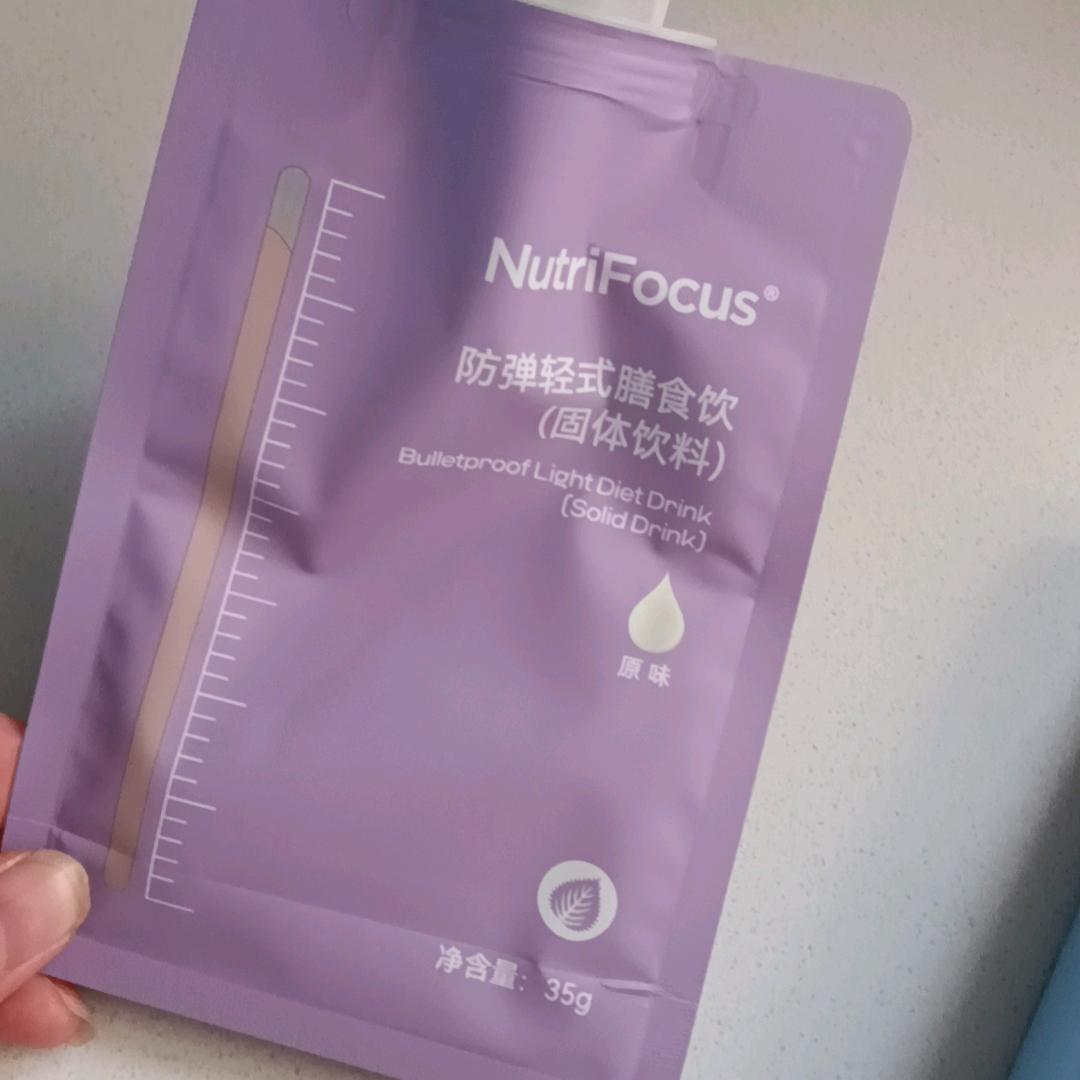 NutriFocus®
防弹轻式膳食饮
(固体饮料)
Bulletproof Light Diet Drink
(Solid Drink)
原味
净含量: 35g